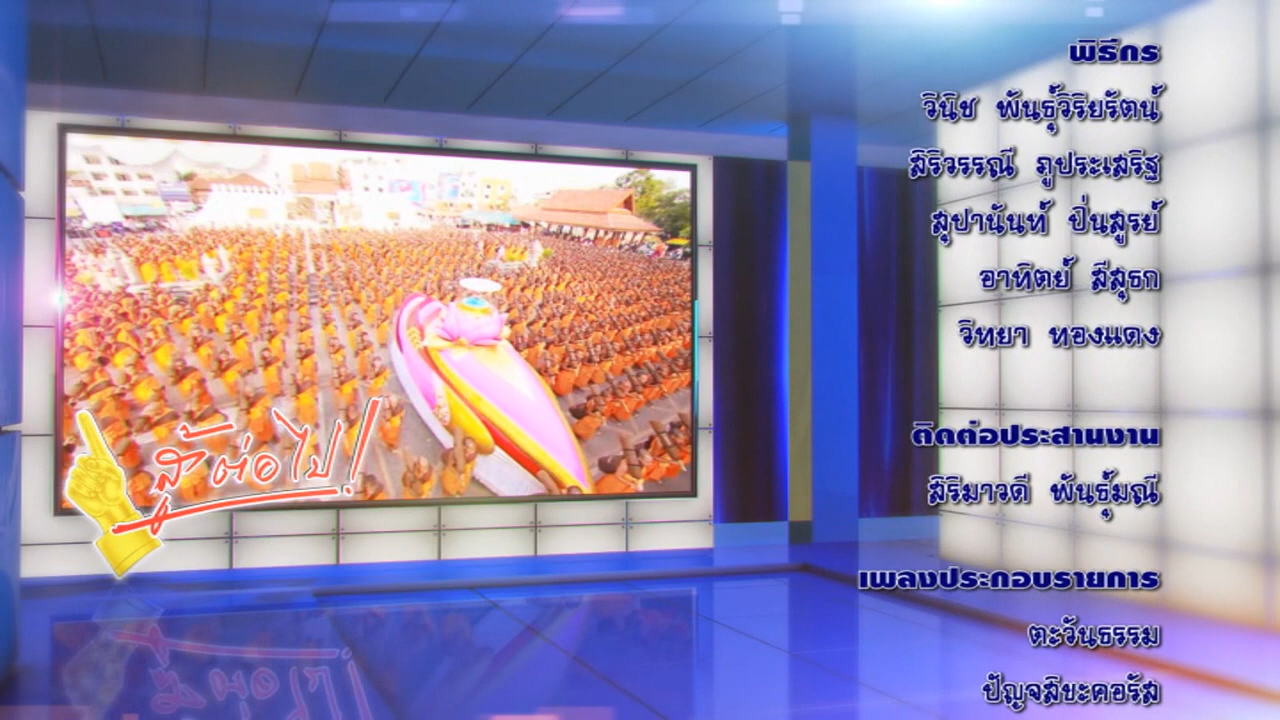 สู้ต่อไป!
พิธีกร
วินิช พันธุ์วิริยรัตน์
สิริวรรณี ภูประเสริฐ
สุปานันท์ ปิ่นสูรย์
อาทิตย์ สีสุธก
วิทยา ทองแดง
ติดต่อประสานงาน
สิริมาวดี พันธุ์มณี
เพลงประกอบรายการ
ตะวันธรรม
ปัญจสิขะคอรัส